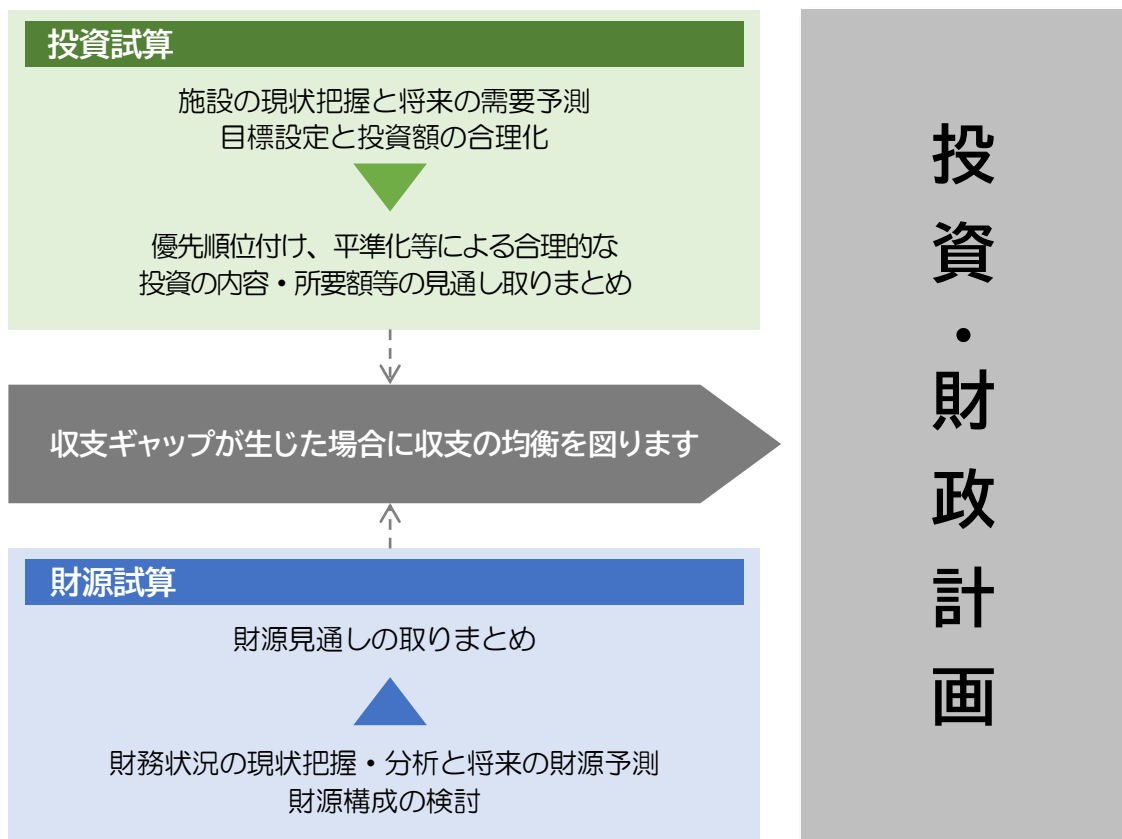 投資試算
施設の現状把握と将来の需要予測
目標設定と投資額の合理化
優先順位付け、平準化等による合理的な
投資の内容・所要額等の見通し取りまとめ
収支ギャップが生じた場合に収支の均衡を図ります
財源試算
財源見通しの取りまとめ
財務状況の現状把握・分析と将来の財源予測
財源構成の検討
投資・財政計画